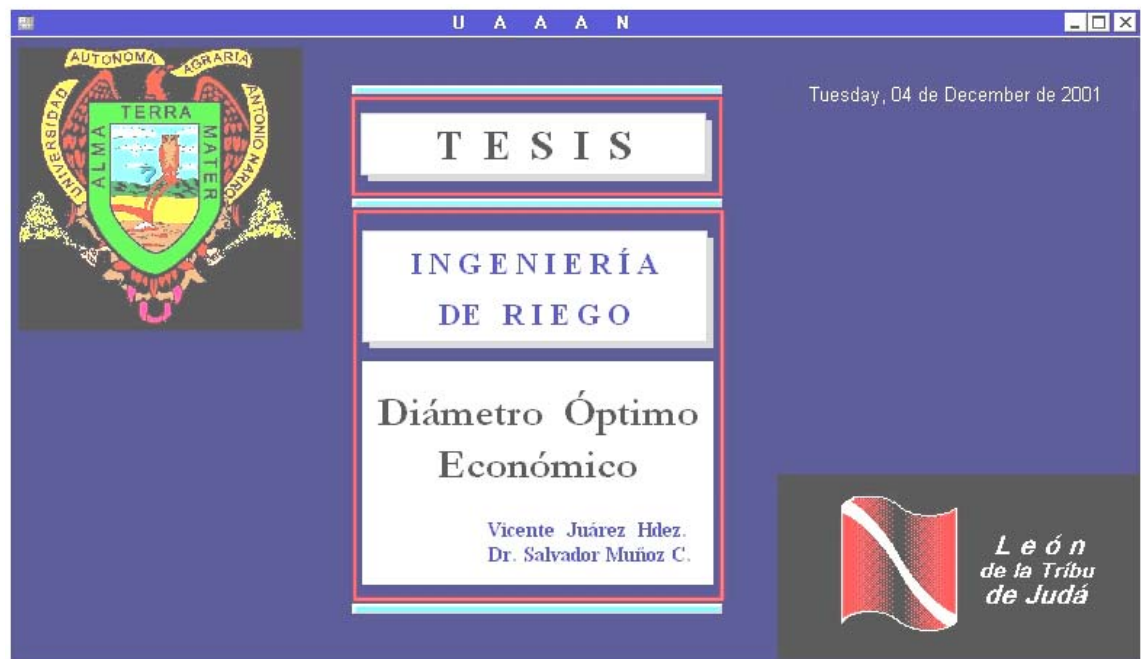 U A A A N
UNIVERSIDAD AUTONOMA AGRARIA ANTONIO NARRO
ALMA TERRA MATER
Tuesday, 04 de December de 2001
T E S I S
INGENIERÍA
DE RIEGO
Diámetro Óptimo
Económico
Vicente Juárez Hdez.
Dr. Salvador Muñoz C.
León
de la Tríbu
de Judá